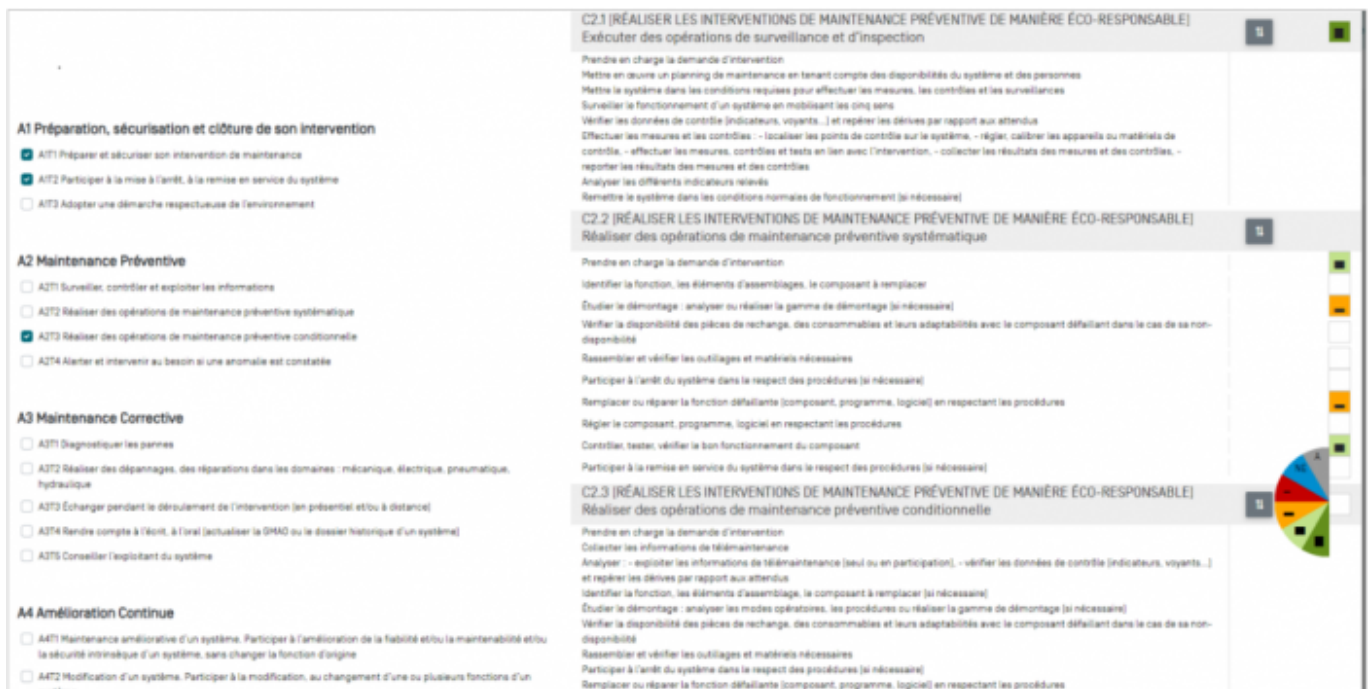 A1 Préparation, sécurisation et clôture de son intervention
A1T1 Préparer et sécuriser son intervention de maintenance
A1T2 Participer à la mise à l'arrêt, à la remise en service du système
A1T3 Adopter une démarche respectueuse de l'environnement
A2 Maintenance Préventive
A2T1 Surveiller, contrôler et exploiter les informations
A2T2 Réaliser des opérations de maintenance préventive systématique
A2T3 Réaliser des opérations de maintenance préventive conditionnelle
A2T4 Alerter et intervenir au besoin si une anomalie est constatée
A3 Maintenance Corrective
A3T1 Diagnostiquer les pannes
A3T2 Réaliser des dépannages, des réparations dans les domaines : mécanique, électrique, pneumatique,
hydraulique
A3T3 Échanger pendant le déroulement de l'intervention (en présentiel et/ou à distance)
A3T4 Rendre compte à l'écrit, à l'oral (actualiser la GMAO ou le dossier historique d'un système)
A3T5 Conseiller l'exploitant du système
A4 Amélioration Continue
A4T1 Maintenance améliorative d'un système. Participer à l'amélioration de la fiabilité et/ou la maintenabilité et/ou
la sécurité intrinsèque d'un système, sans changer la fonction d'origine
A4T2 Modification d'un système. Participer à la modification, au changement d'une ou plusieurs fonctions d'un
C2.1 [RÉALISER LES INTERVENTIONS DE MAINTENANCE PRÉVENTIVE DE MANIÈRE ÉCO-RESPONSABLE]
Exécuter des opérations de surveillance et d'inspection
Prendre en charge la demande d'intervention
Mettre en œuvre un planning de maintenance en tenant compte des disponibilités du système et des personnes
Mettre le système dans les conditions requises pour effectuer les mesures, les contrôles et les surveillances
Surveiller le fonctionnement d'un système en mobilisant les cinq sens
Vérifier les données de contrôle (indicateurs, voyants...) et repérer les dérives par rapport aux attendus
Effectuer les mesures et les contrôles : - localiser les points de contrôle sur le système, - régler, calibrer les appareils ou matériels de
contrôle, - effectuer les mesures, contrôles et tests en lien avec l'intervention, - collecter les résultats des mesures et des contrôles, -
reporter les résultats des mesures et des contrôles
Analyser les différents indicateurs relevés
Remettre le système dans les conditions normales de fonctionnement (si nécessaire)
C2.2 [RÉALISER LES INTERVENTIONS DE MAINTENANCE PRÉVENTIVE DE MANIÈRE ÉCO-RESPONSABLE]
Réaliser des opérations de maintenance préventive systématique
Prendre en charge la demande d'intervention
Identifier la fonction, les éléments d'assemblages, le composant à remplacer
Étudier le démontage : analyser ou réaliser la gamme de démontage (si nécessaire)
Vérifier la disponibilité des pièces de rechange, des consommables et leurs adaptabilités avec le composant défaillant dans le cas de sa non-
disponibilité
Rassembler et vérifier les outillages et matériels nécessaires
Participer à l'arrêt du système dans le respect des procédures (si nécessaire)
Remplacer ou réparer la fonction défaillante (composant, programme, logiciel) en respectant les procédures
Régler le composant, programme, logiciel en respectant les procédures
Contrôler, tester, vérifier le bon fonctionnement du composant
Participer à la remise en service du système dans le respect des procédures (si nécessaire)
A
C2.3 [RÉALISER LES INTERVENTIONS DE MAINTENANCE PRÉVENTIVE DE MANIÈRE ÉCO-RESPONSABLE]
Réaliser des opérations de maintenance préventive conditionnelle
Prendre en charge la demande d'intervention
Collecter les informations de télémaintenance
Analyser : - exploiter les informations de télémaintenance (seul ou en participation), - vérifier les données de contrôle (indicateurs, voyants...)
et repérer les dérives par rapport aux attendus
Identifier la fonction, les éléments d'assemblage, le composant à remplacer (si nécessaire)
Étudier le démontage : analyser les modes opératoires, les procédures ou réaliser la gamme de démontage (si nécessaire)
Vérifier la disponibilité des pièces de rechange, des consommables et leurs adaptabilités avec le composant défaillant dans le cas de sa non-
disponibilité
Rassembler et vérifier les outillages et matériels nécessaires
Participer à l'arrêt du système dans le respect des procédures (si nécessaire)
Remplacer ou réparer la fonction défaillante (composant, programme, logiciel) en respectant les procédures